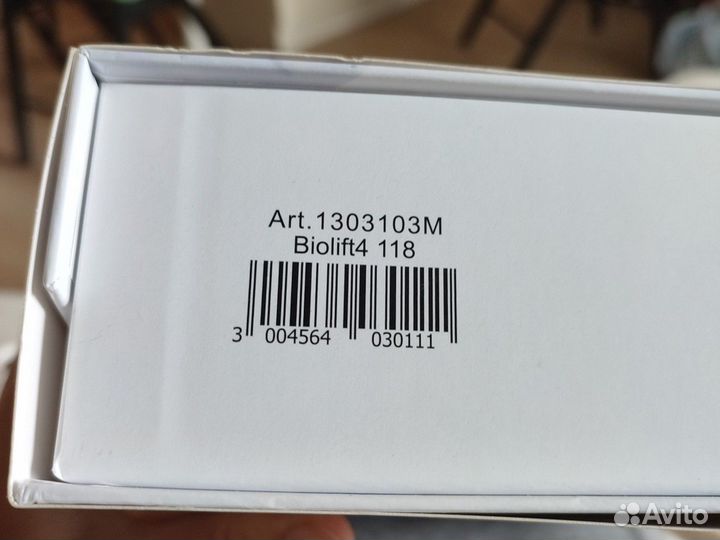 Art.1303103M
Biolift4 118
3 004564 030111
Avito